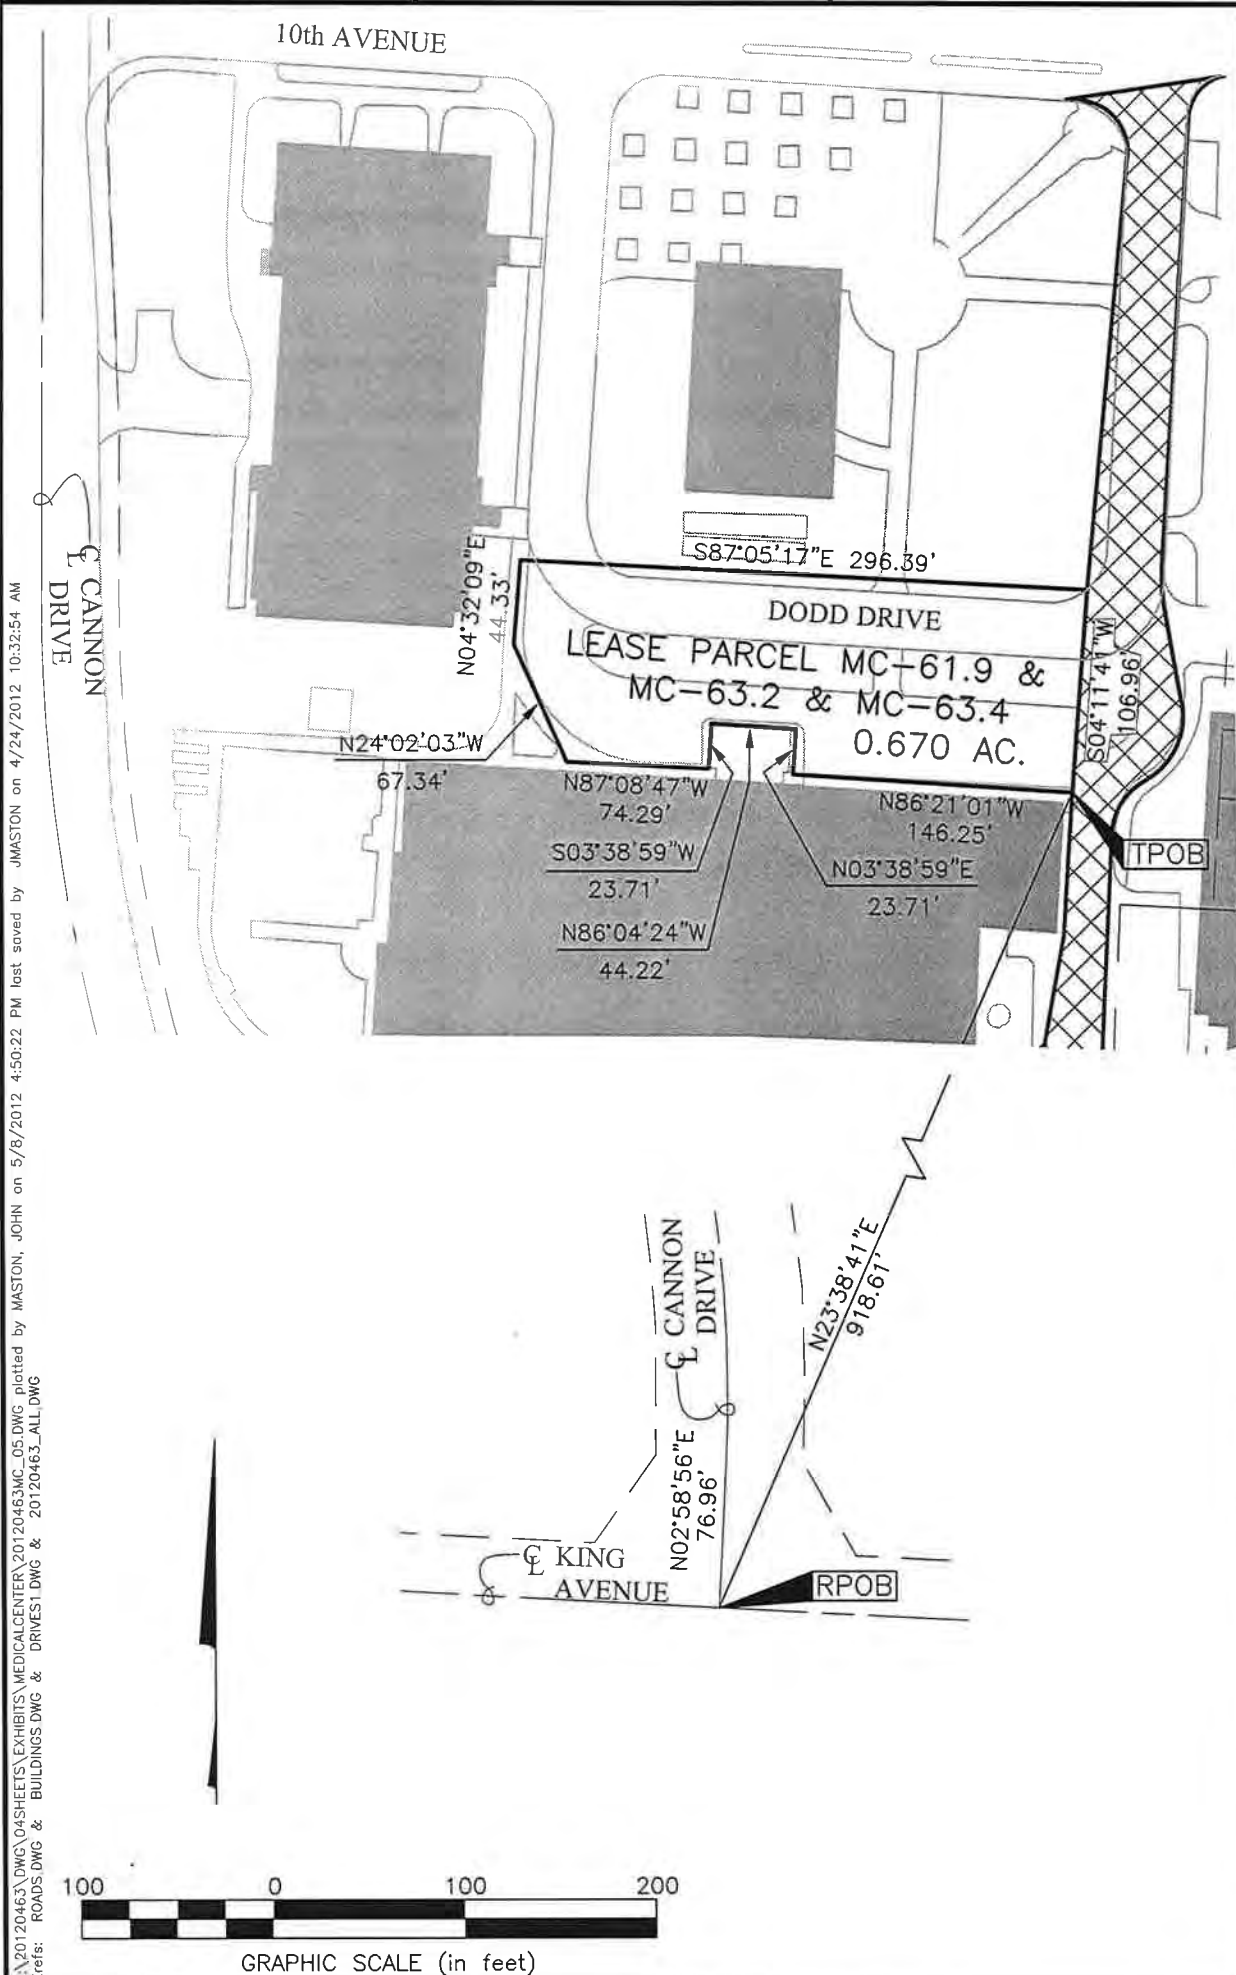 10th AVENUE
℄ CANNON
DRIVE
S87°05'17"E 296.39'
N04°32'09"E
44.33'
DODD DRIVE
LEASE PARCEL MC-61.9 &
MC-63.2 & MC-63.4
0.670 AC.
S04°11'41"W
106.96'
N24°02'03"W
67.34'
N87°08'47"W
74.29'
N86°21'01"W
146.25'
S03°38'59"W
23.71'
N03°38'59"E
23.71'
TPOB
N86°04'24"W
44.22'
℄ CANNON
DRIVE
N23°38'41"E
918.61'
N02°58'56"E
76.96'
℄ KING
AVENUE
RPOB
100 0 100 200
GRAPHIC SCALE (in feet)
:\20120463\DWG\04SHEETS\EXHIBITS\MEDICALCENTER\20120463MC_05.DWG plotted by MASTON, JOHN on 5/8/2012 4:50:22 PM last saved by JMASTON on 4/24/2012 10:32:54 AM
refs: ROADS.DWG & BUILDINGS.DWG & DRIVES1.DWG & 20120463_ALL.DWG